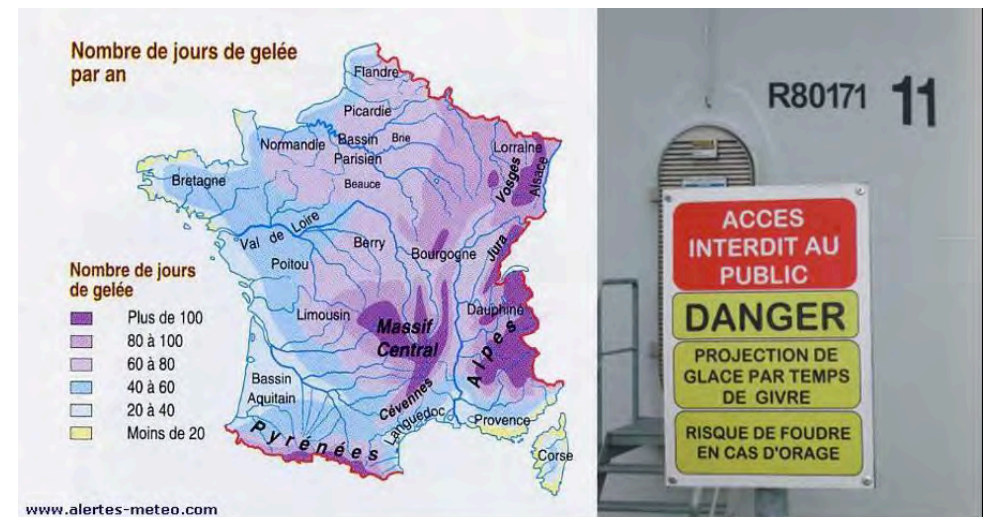 Nombre de jours de gelée
par an
Flandre
Picardie
Normandie
Bassin
Parisien
Brie
Lorraine
Vosges
Alsace
Bretagne
Beauce
Val de Loire
Berry
Bourgogne
Jura
Poitou
Limousin
Massif
Central
Dauphiné
Alpes
Bassin
Aquitain
Cévennes
Languedoc
Provence
Pyrénées
Corse
Nombre de jours
de gelée
Plus de 100
80 à 100
60 à 80
40 à 60
20 à 40
Moins de 20
www.alertes-meteo.com
R80171 11
ACCES
INTERDIT AU
PUBLIC
DANGER
PROJECTION DE
GLACE PAR TEMPS
DE GIVRE
RISQUE DE FOUDRE
EN CAS D'ORAGE